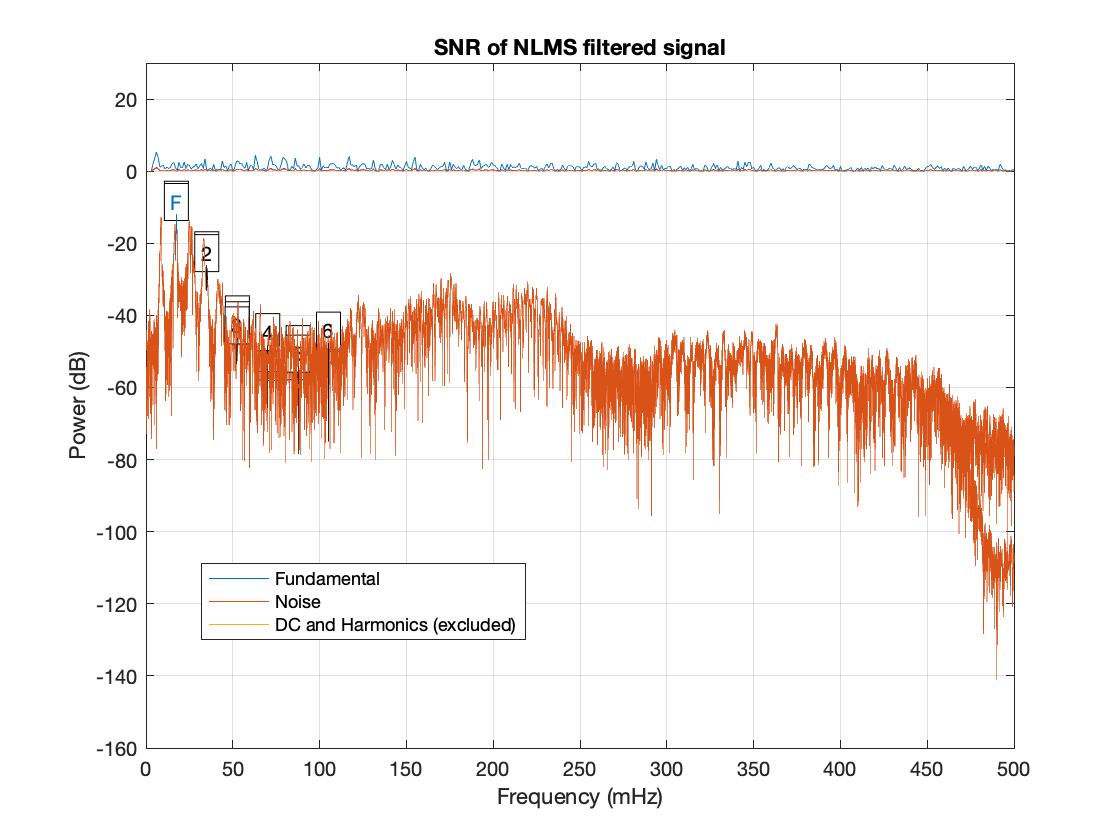 SNR of NLMS filtered signal
20
0
-20
-40
-60
-80
-100
-120
-140
-160
Power (dB)
F
2
4
6
Fundamental
Noise
DC and Harmonics (excluded)
0 50 100 150 200 250 300 350 400 450 500
Frequency (mHz)